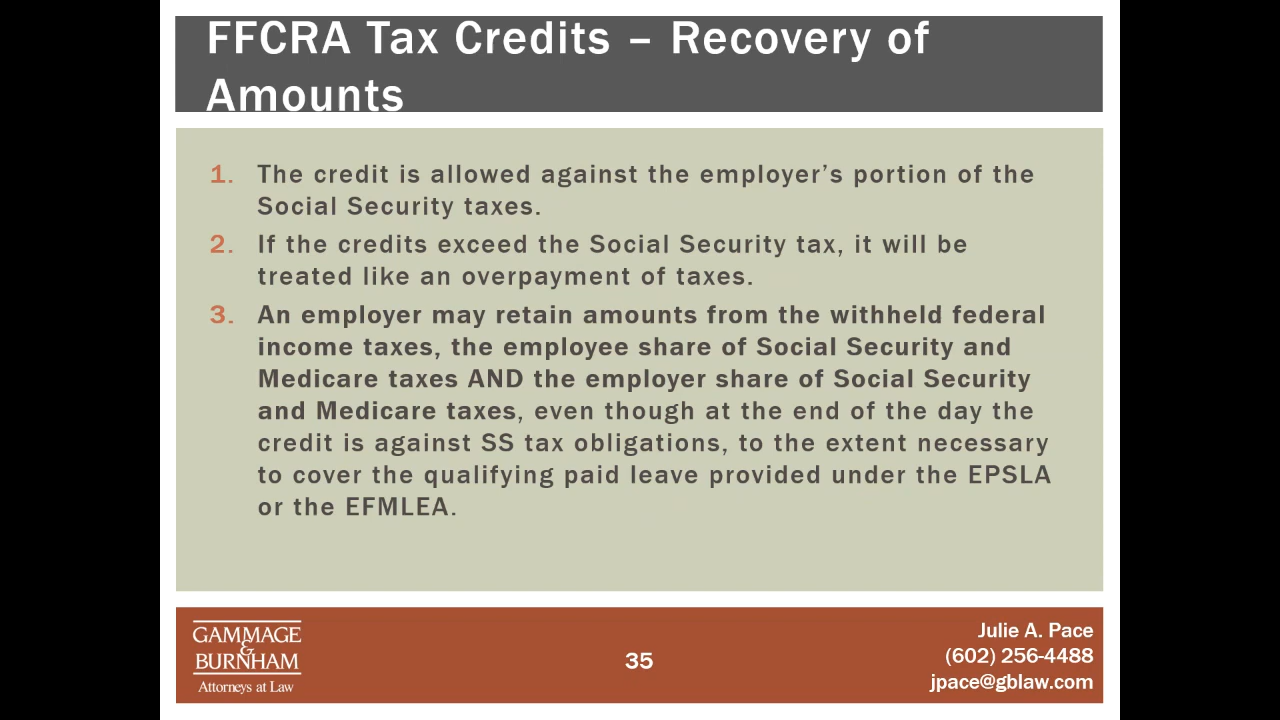 FFCRA Tax Credits – Recovery of
Amounts
1. The credit is allowed against the employer’s portion of the
Social Security taxes.
2. If the credits exceed the Social Security tax, it will be
treated like an overpayment of taxes.
3. An employer may retain amounts from the withheld federal
income taxes, the employee share of Social Security and
Medicare taxes AND the employer share of Social Security
and Medicare taxes, even though at the end of the day the
credit is against SS tax obligations, to the extent necessary
to cover the qualifying paid leave provided under the EPSLA
or the EFMLEA.
GAMMAGE
&
BURNHAM
Attorneys at Law
35
Julie A. Pace
(602) 256-4488
jpace@gblaw.com